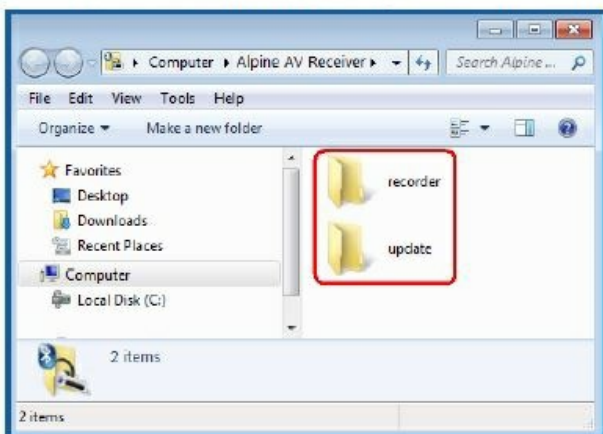 Computer Alpine AV Receiver Search Alpine ...
File Edit View Tools Help
Organize Make a new folder
Favorites
Desktop
Downloads
Recent Places
Computer
Local Disk (C:)
recorder
update
2 items
2 items